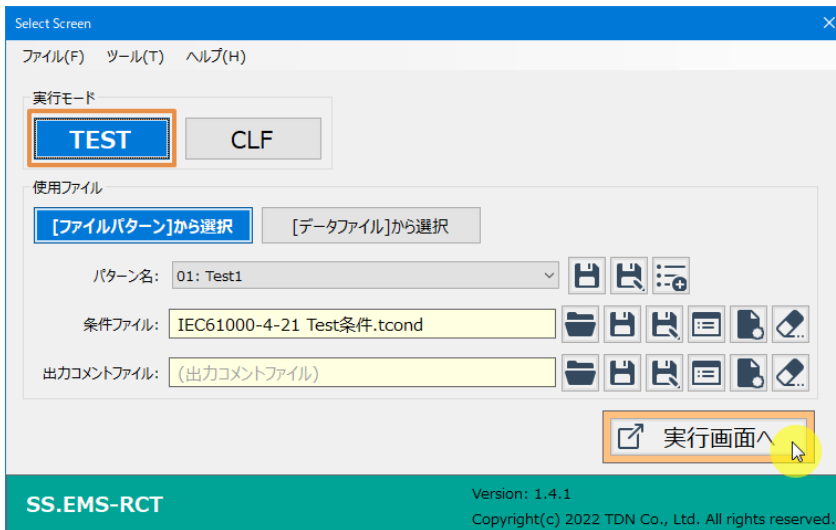 Select Screen
ファイル(F) ツール(T) ヘルプ(H)
実行モード
TEST CLF
使用ファイル
[ファイルパターン]から選択 [データファイル]から選択
パターン名: 01: Test1
条件ファイル: IEC61000-4-21 Test条件.tcond
出力コメントファイル: (出力コメントファイル)
実行画面へ
SS.EMS-RCT
Version: 1.4.1
Copyright(c) 2022 TDN Co., Ltd. All rights reserved.